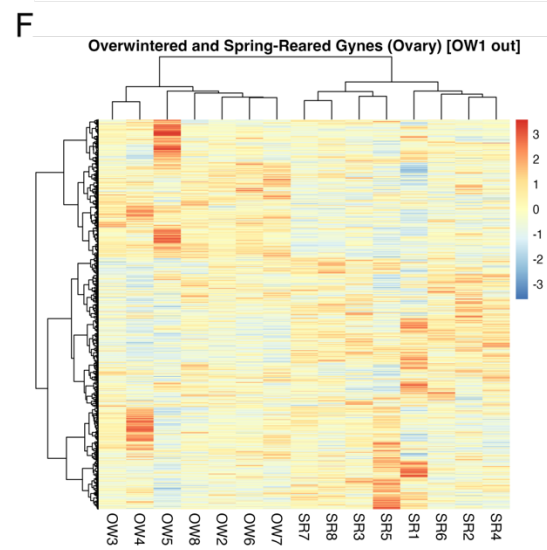 F
Overwintered and Spring-Reared Gynes (Ovary) [OW1 out]
3
2
1
0
-1
-2
-3
OW3 OW4 OW5 OW8 OW2 OW6 OW7 SR7 SR8 SR3 SR5 SR1 SR6 SR2 SR4